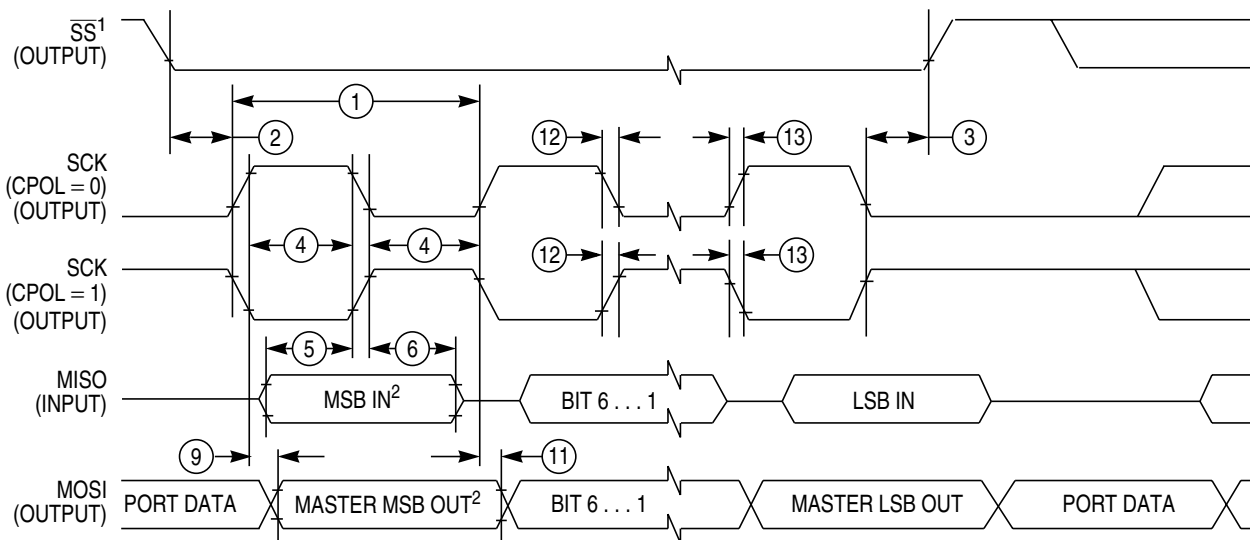 SS¹
(OUTPUT)
1
2
12
13
3
SCK
(CPOL = 0)
(OUTPUT)
4
4
SCK
(CPOL = 1)
(OUTPUT)
12
13
5
6
MISO
(INPUT)
MSB IN²
BIT 6 . . . 1
LSB IN
9
11
MOSI
(OUTPUT)
PORT DATA
MASTER MSB OUT²
BIT 6 . . . 1
MASTER LSB OUT
PORT DATA